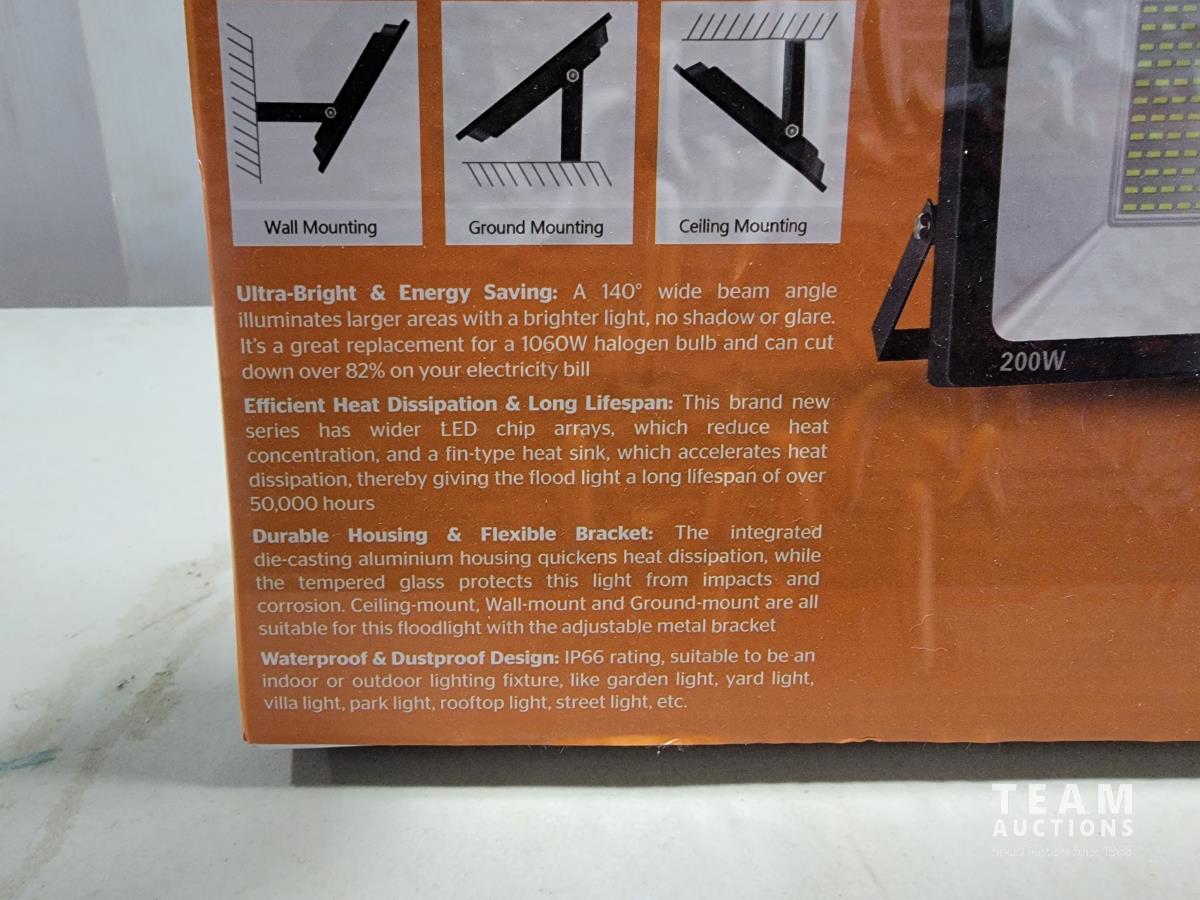 Wall Mounting
Ground Mounting
Ceiling Mounting
Ultra-Bright & Energy Saving: A 140° wide beam angle
illuminates larger areas with a brighter light, no shadow or glare.
It's a great replacement for a 1060W halogen bulb and can cut
down over 82% on your electricity bill
Efficient Heat Dissipation & Long Lifespan: This brand new
series has wider LED chip arrays, which reduce heat
concentration, and a fin-type heat sink, which accelerates heat
dissipation, thereby giving the flood light a long lifespan of over
50,000 hours
Durable Housing & Flexible Bracket: The integrated
die-casting aluminium housing quickens heat dissipation, while
the tempered glass protects this light from impacts and
corrosion. Ceiling-mount, Wall-mount and Ground-mount are all
suitable for this floodlight with the adjustable metal bracket
Waterproof & Dustproof Design: IP66 rating, suitable to be an
indoor or outdoor lighting fixture, like garden light, yard light,
villa light, park light, rooftop light, street light, etc.
200W
TEAM
AUCTIONS